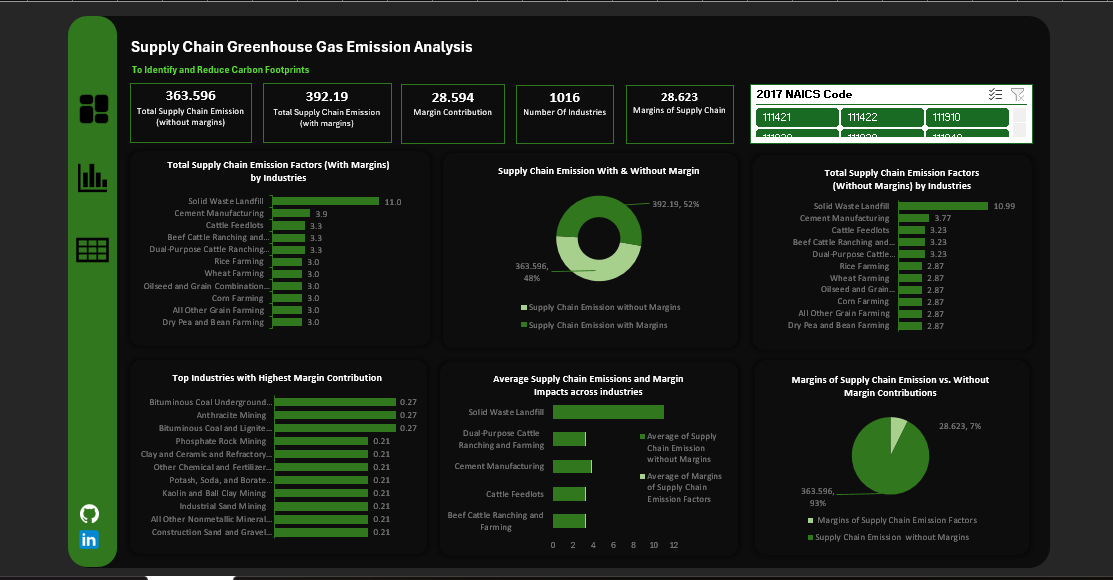 Supply Chain Greenhouse Gas Emission Analysis
To Identify and Reduce Carbon Footprints
363.596
Total Supply Chain Emission
(without margins)
392.19
Total Supply Chain Emission
(with margins)
28.594
Margin Contribution
1016
Number Of Industries
28.623
Margins of Supply Chain
2017 NAICS Code
111421
111422
111910
Total Supply Chain Emission Factors (With Margins)
by Industries
Solid Waste Landfill 11.0
Cement Manufacturing 3.9
Cattle Feedlots 3.3
Beef Cattle Ranching and... 3.3
Dual-Purpose Cattle Ranching... 3.3
Rice Farming 3.0
Wheat Farming 3.0
Oilseed and Grain Combination... 3.0
Corn Farming 3.0
All Other Grain Farming 3.0
Dry Pea and Bean Farming 3.0
Supply Chain Emission With & Without Margin
392.19, 52%
363.596,
48%
Supply Chain Emission without Margins
Supply Chain Emission with Margins
Total Supply Chain Emission Factors
(Without Margins) by Industries
Solid Waste Landfill 10.99
Cement Manufacturing 3.77
Cattle Feedlots 3.23
Beef Cattle Ranching and... 3.23
Dual-Purpose Cattle... 3.23
Rice Farming 2.87
Wheat Farming 2.87
Oilseed and Grain... 2.87
Corn Farming 2.87
All Other Grain Farming 2.87
Dry Pea and Bean Farming 2.87
Top Industries with Highest Margin Contribution
Bituminous Coal Underground... 0.27
Anthracite Mining 0.27
Bituminous Coal and Lignite... 0.27
Phosphate Rock Mining 0.21
Clay and Ceramic and Refractory... 0.21
Other Chemical and Fertilizer... 0.21
Potash, Soda, and Borate... 0.21
Kaolin and Ball Clay Mining 0.21
Industrial Sand Mining 0.21
All Other Nonmetallic Mineral... 0.21
Construction Sand and Gravel... 0.21
Average Supply Chain Emissions and Margin
Impacts across industries
Solid Waste Landfill
Dual-Purpose Cattle
Ranching and Farming
Cement Manufacturing
Cattle Feedlots
Beef Cattle Ranching and
Farming
0 2 4 6 8 10 12
Average of Supply
Chain Emission
without Margins
Average of Margins
of Supply Chain
Emission Factors
Margins of Supply Chain Emission vs. Without
Margin Contributions
28.623, 7%
363.596,
93%
Margins of Supply Chain Emission Factors
Supply Chain Emission without Margins
in